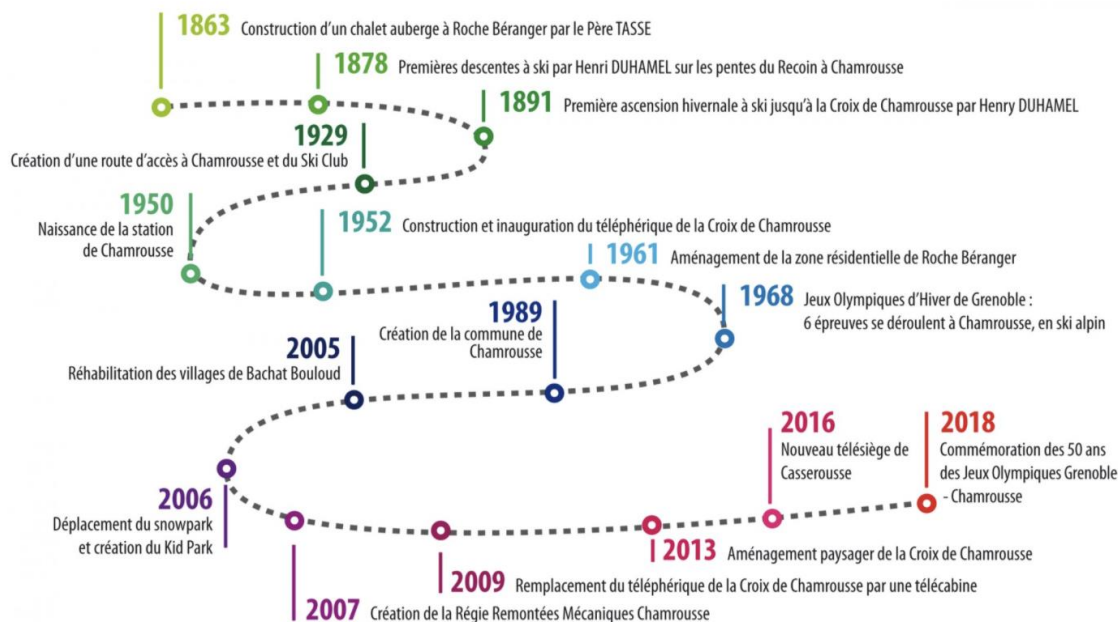 1863 Construction d'un chalet auberge à Roche Béranger par le Père TASSE
1878 Premières descentes à ski par Henri DUHAMEL sur les pentes du Recoin à Chamrousse
1891 Première ascension hivernale à ski jusqu'à la Croix de Chamrousse par Henry DUHAMEL
1929
Création d'une route d'accès à Chamrousse et du Ski Club
1950
Naissance de la station
de Chamrousse
1952 Construction et inauguration du téléphérique de la Croix de Chamrousse
1961 Aménagement de la zone résidentielle de Roche Béranger
1968 Jeux Olympiques d'Hiver de Grenoble :
6 épreuves se déroulent à Chamrousse, en ski alpin
1989
Création de la commune de
Chamrousse
2005
Réhabilitation des villages de Bachat Bouloud
2006
Déplacement du snowpark
et création du Kid Park
2007 Création de la Régie Remontées Mécaniques Chamrousse
2009 Remplacement du téléphérique de la Croix de Chamrousse par une télécabine
2013 Aménagement paysager de la Croix de Chamrousse
2016
Nouveau télésiège de
Casserousse
2018
Commémoration des 50 ans
des Jeux Olympiques Grenoble
- Chamrousse